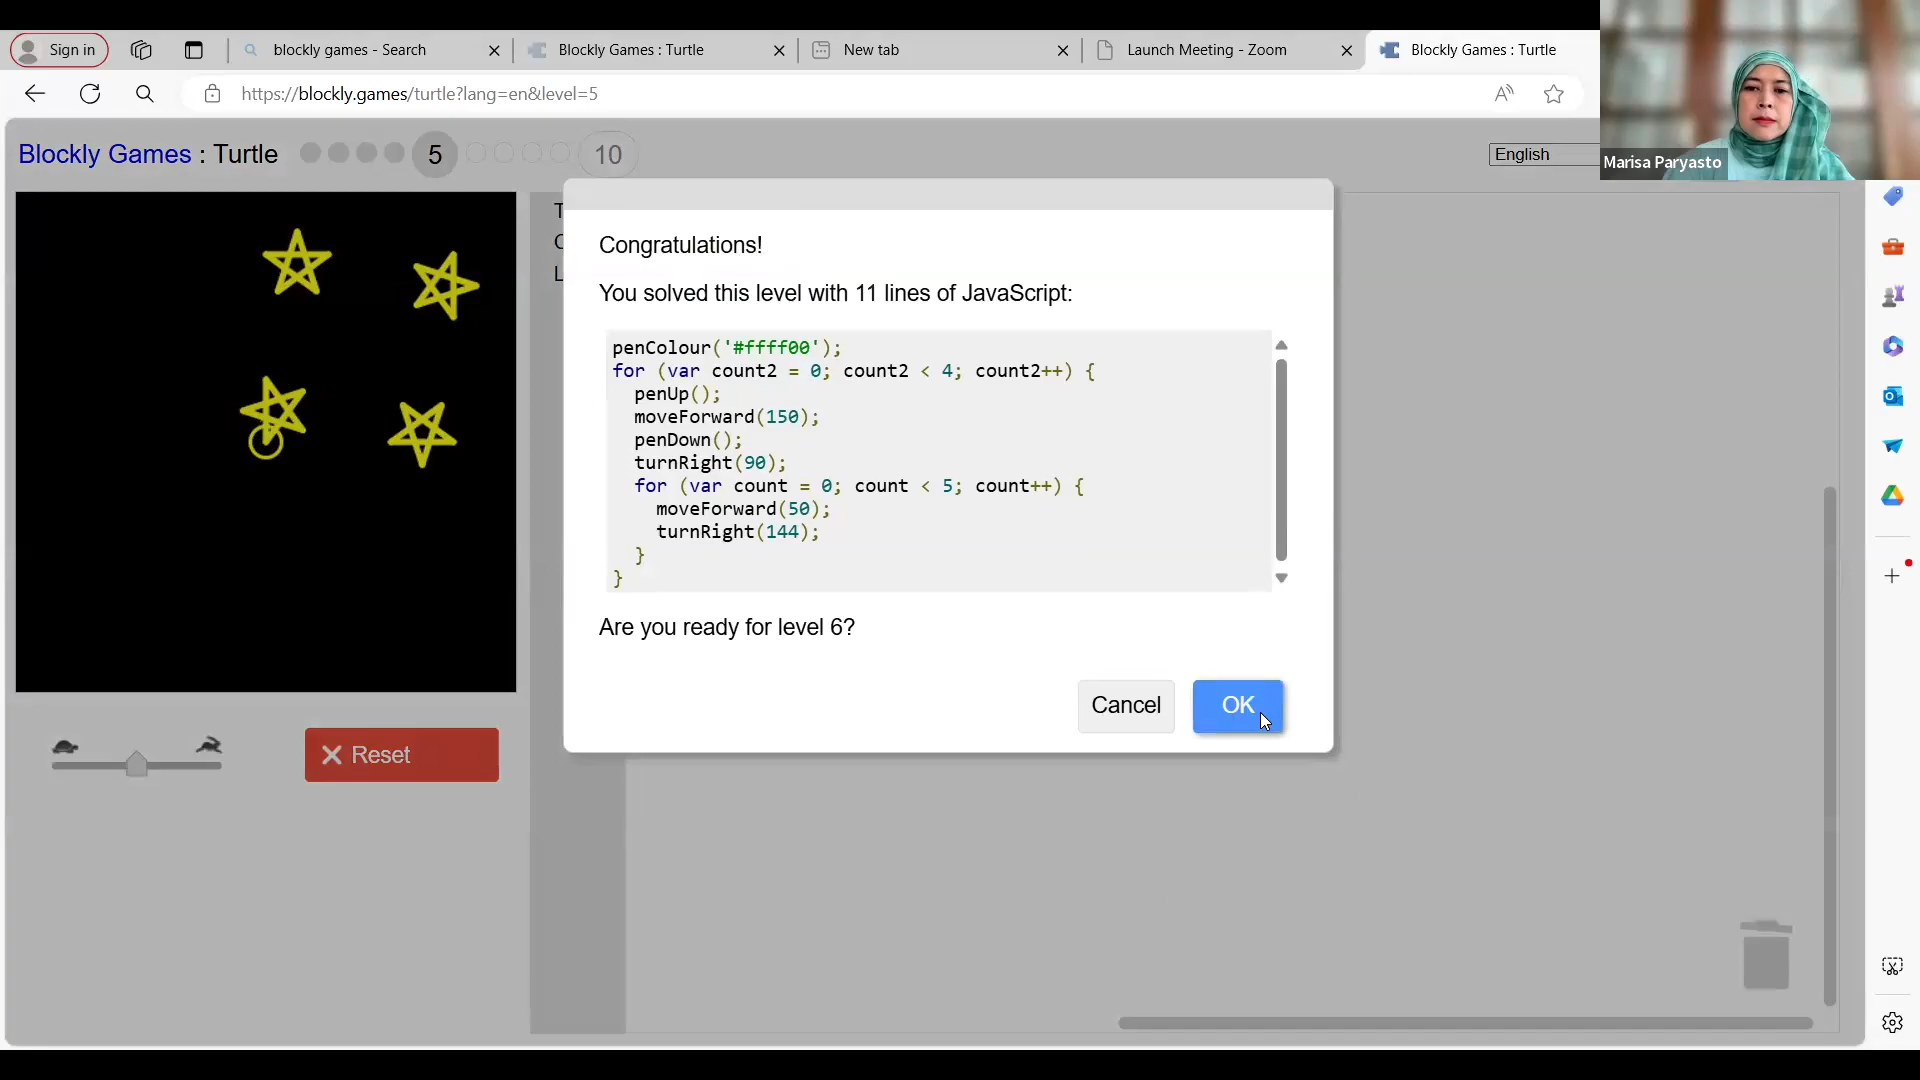 Sign in
blockly games - Search
Blockly Games : Turtle
New tab
Launch Meeting - Zoom
Blockly Games : Turtle
https://blockly.games/turtle?lang=en&level=5
Blockly Games : Turtle
5
10
English
Marisa Paryasto
Congratulations!
You solved this level with 11 lines of JavaScript:
penColour('#ffff00');
for (var count2 = 0; count2 < 4; count2++) {
penUp();
moveForward(150);
penDown();
turnRight(90);
for (var count = 0; count < 5; count++) {
moveForward(50);
turnRight(144);
}
}
Are you ready for level 6?
Cancel
OK
Reset